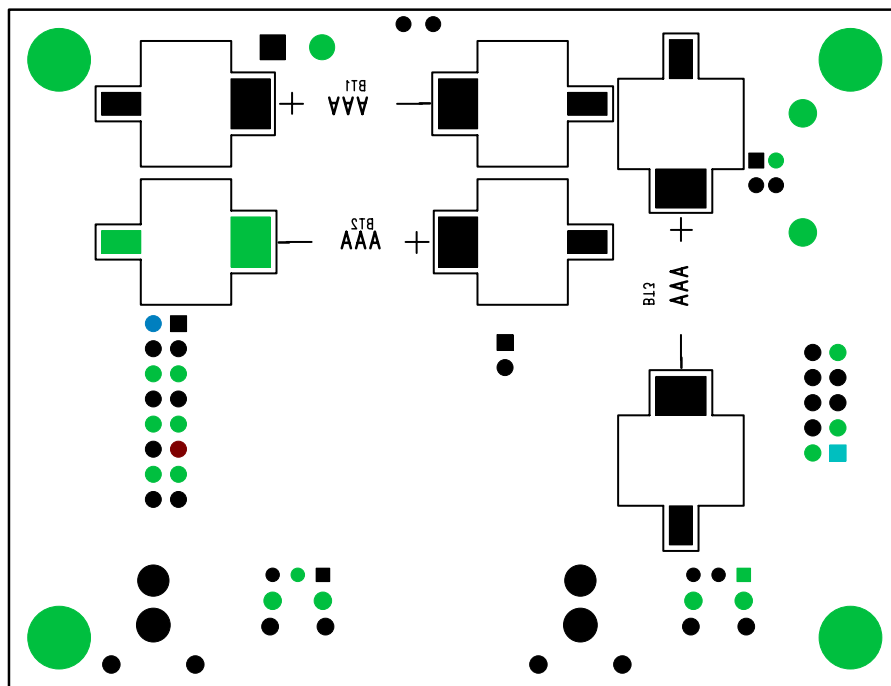 BT1
+ AAA —
BT2
— AAA +
+
BT3 AAA
—